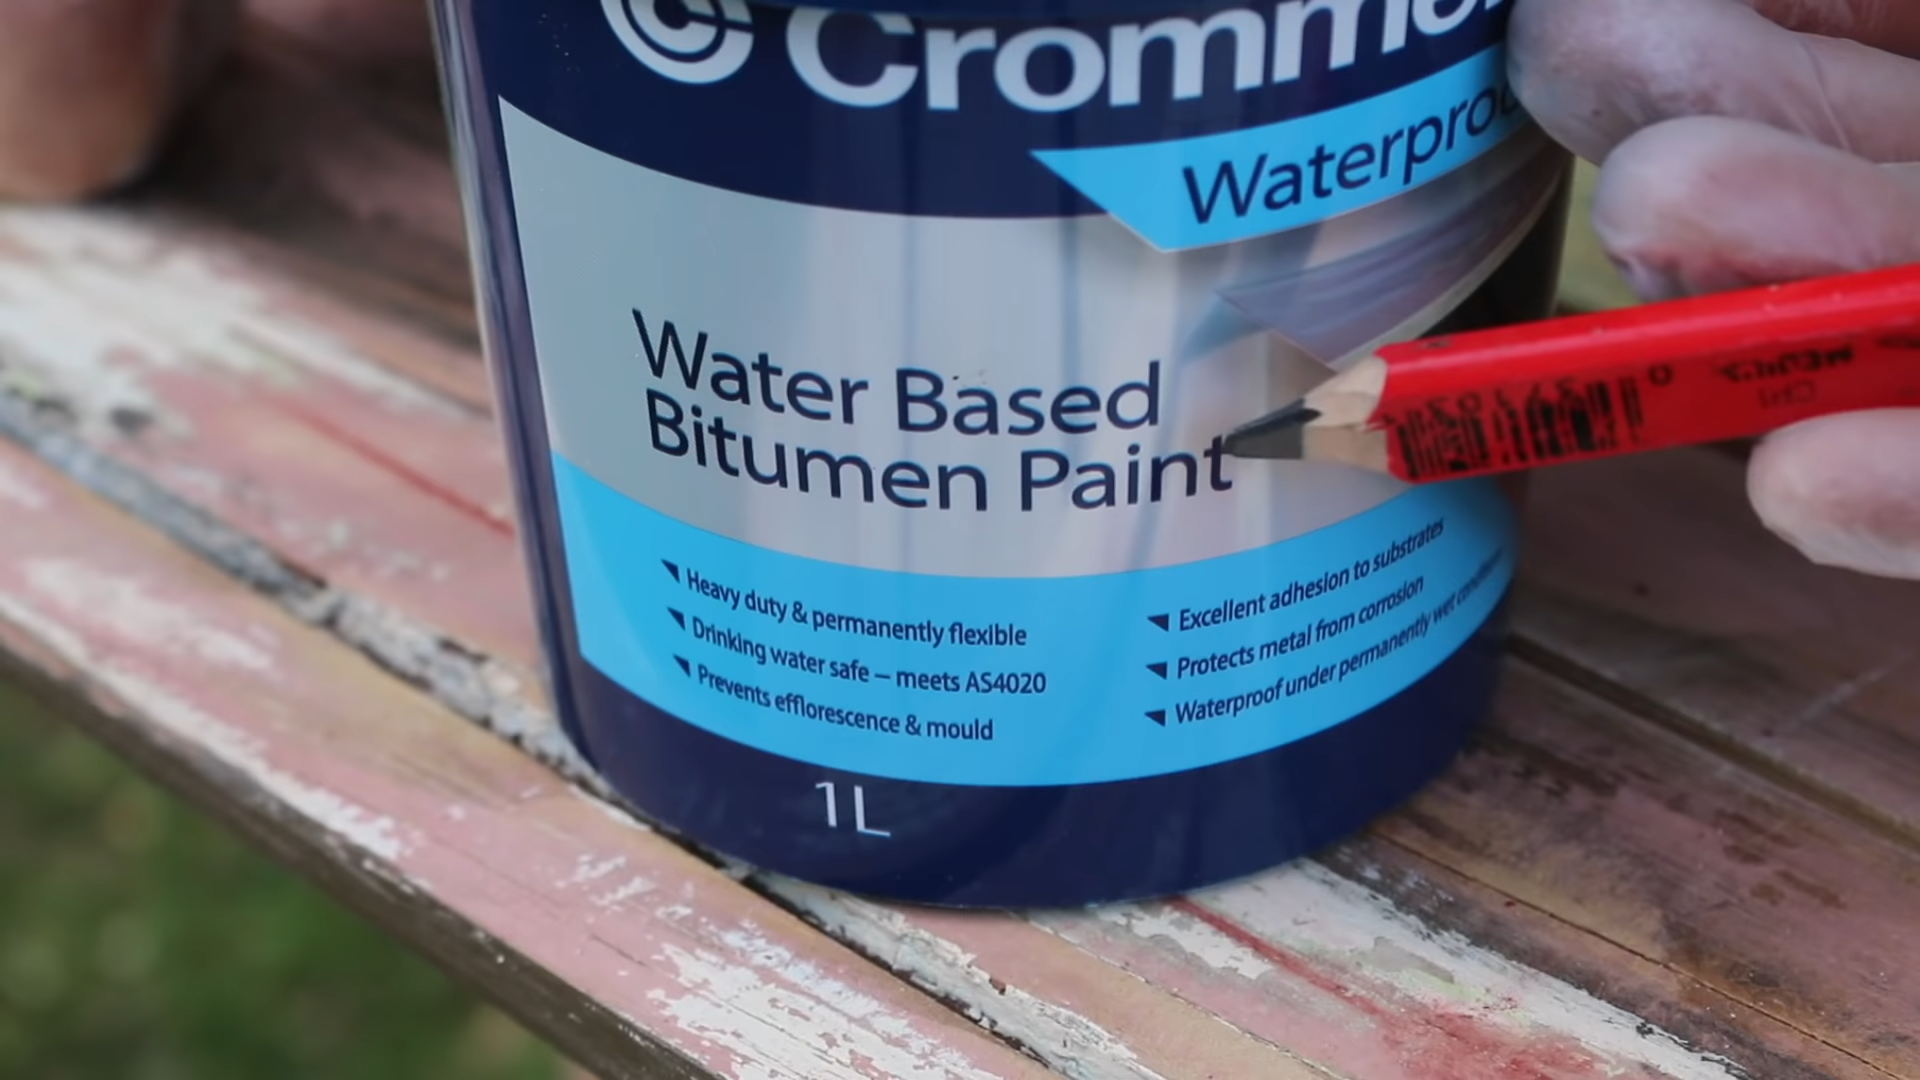 Cromme
Waterproo
Water Based
Bitumen Paint
Heavy duty & permanently flexible
Drinking water safe – meets AS4020
Prevents efflorescence & mould
Excellent adhesion to substrates
Protects metal from corrosion
Waterproof under permanently wet
1L